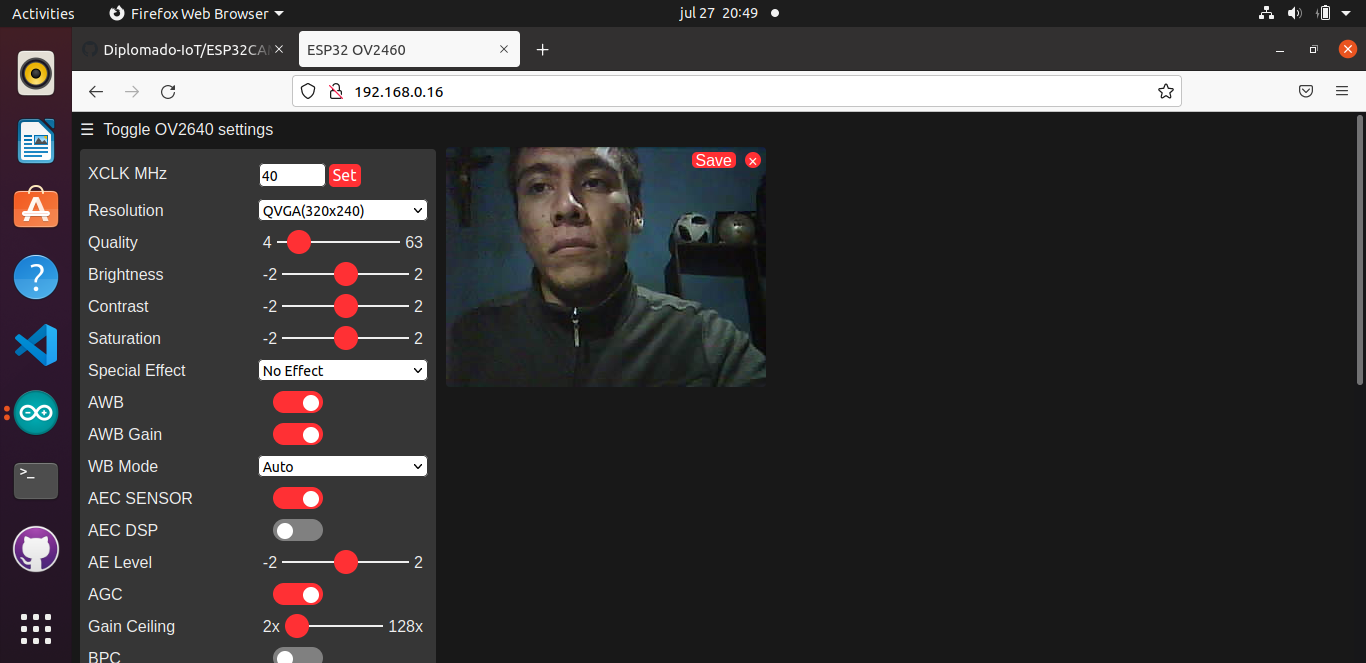 Activities Firefox Web Browser jul 27 20:49
Diplomado-IoT/ESP32CA ESP32 OV2460
192.168.0.16
☰ Toggle OV2640 settings
XCLK MHz 40 Set
Save ×
Resolution QVGA(320x240)
Quality 4 63
Brightness -2 2
Contrast -2 2
Saturation -2 2
Special Effect No Effect
AWB
AWB Gain
WB Mode Auto
AEC SENSOR
AEC DSP
AE Level -2 2
AGC
Gain Ceiling 2x 128x
BPC